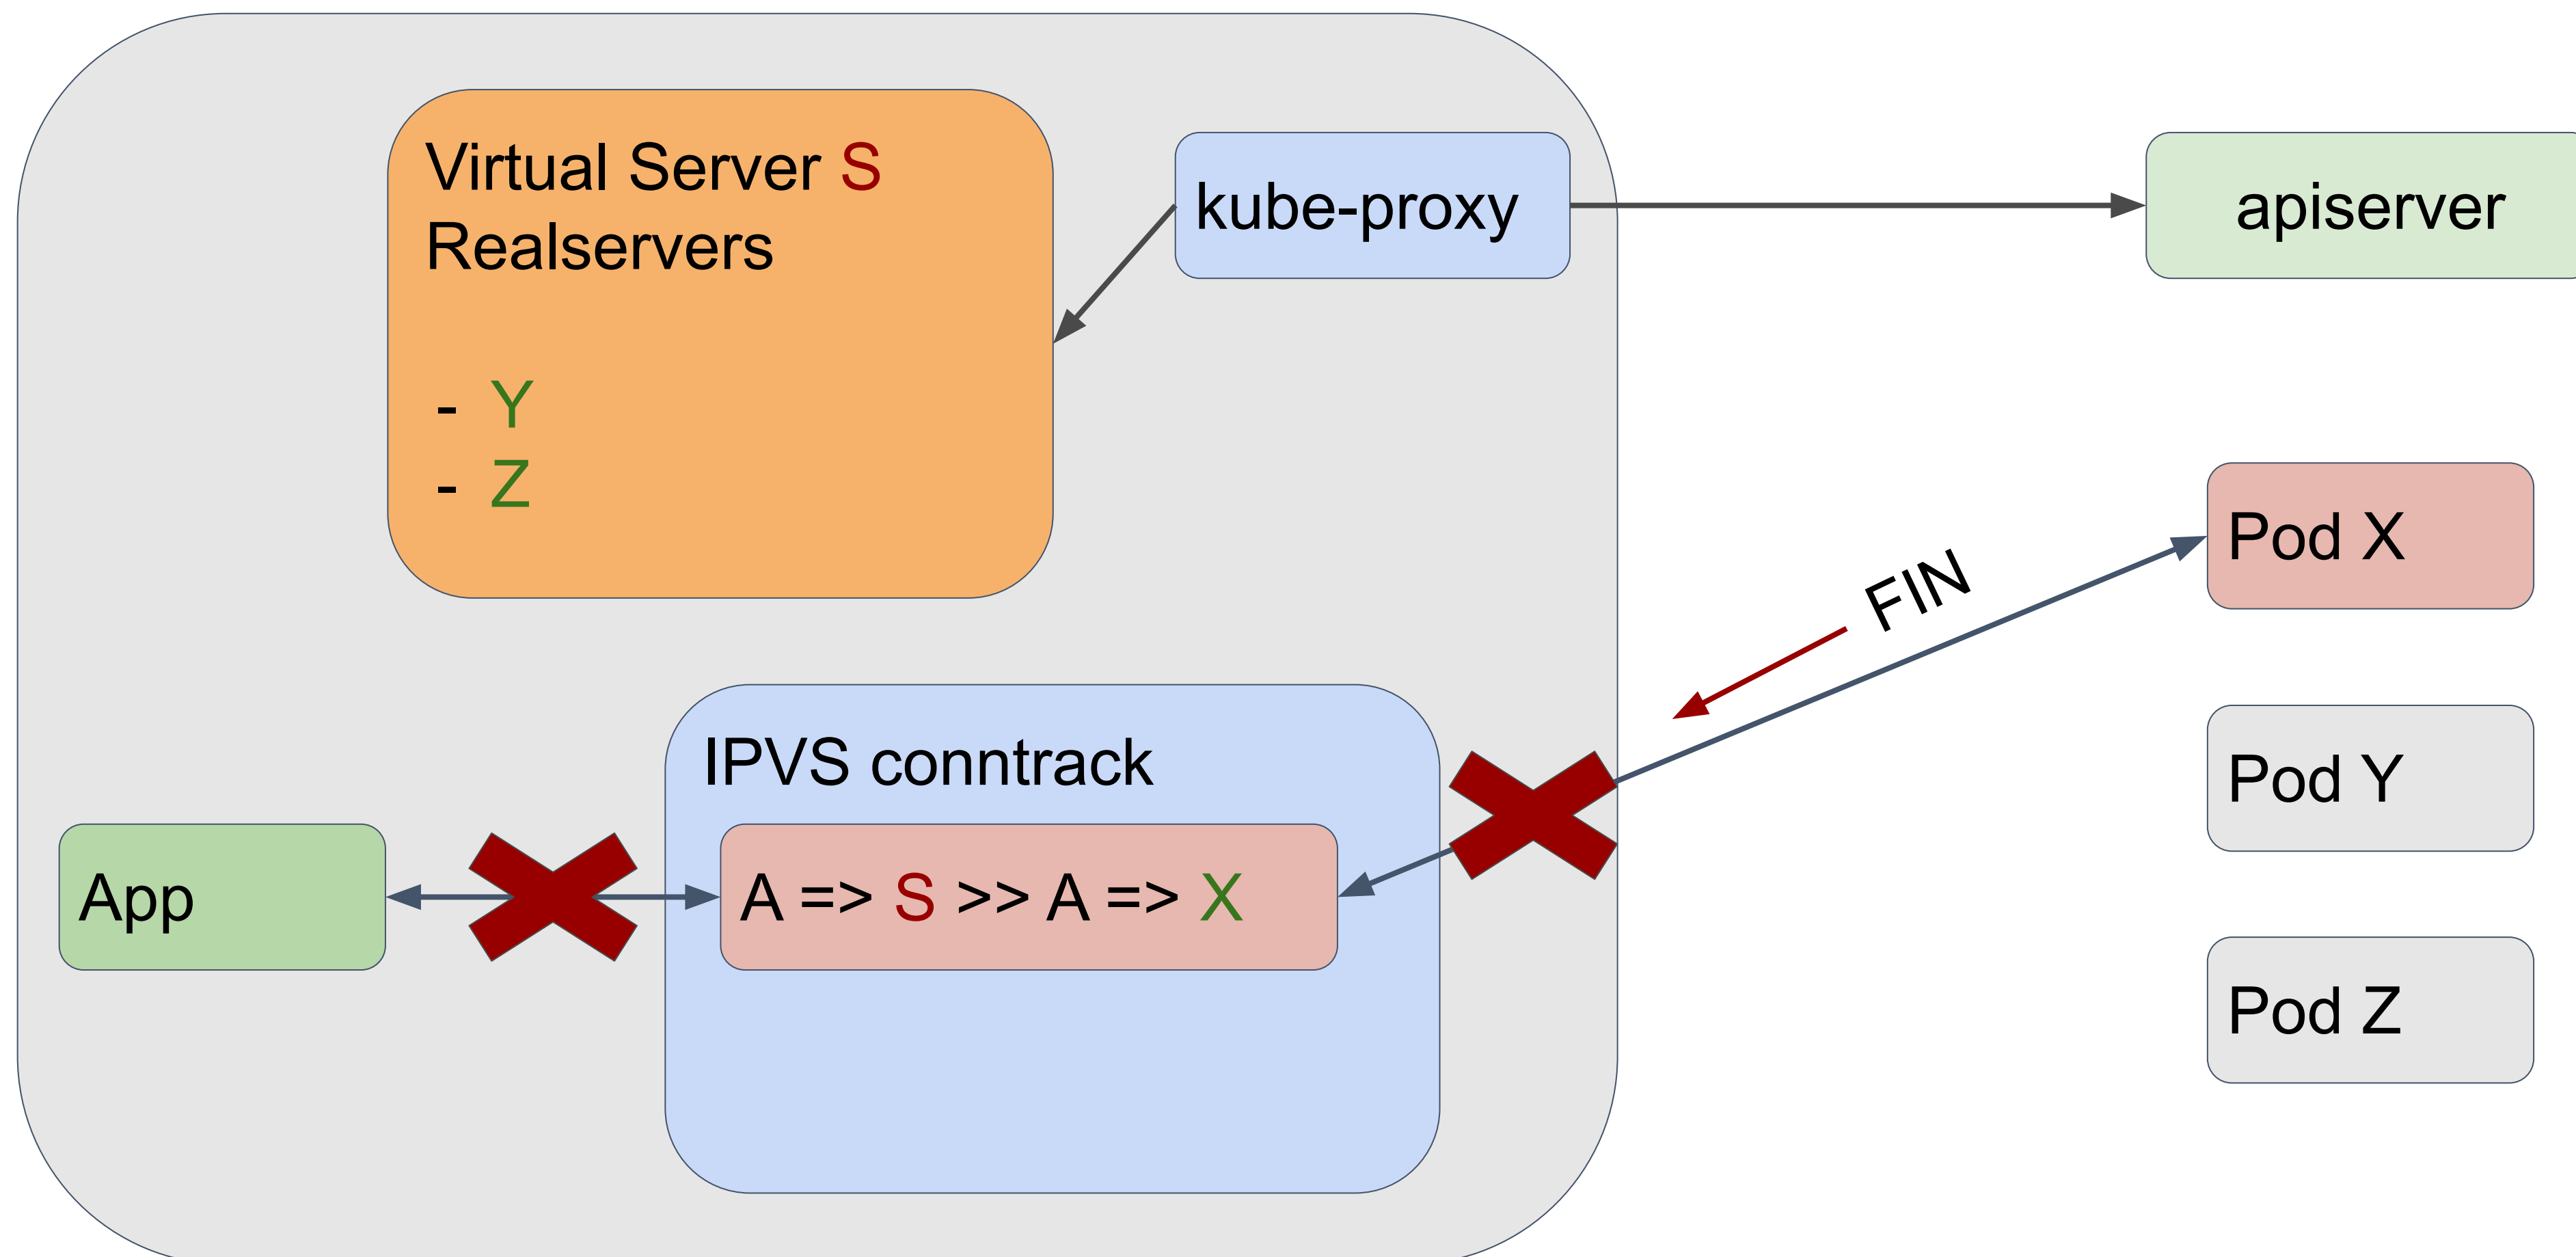 Virtual Server S
Realservers
- Y
- Z
kube-proxy
apiserver
Pod X
FIN
Pod Y
IPVS conntrack
App
A => S >> A => X
Pod Z